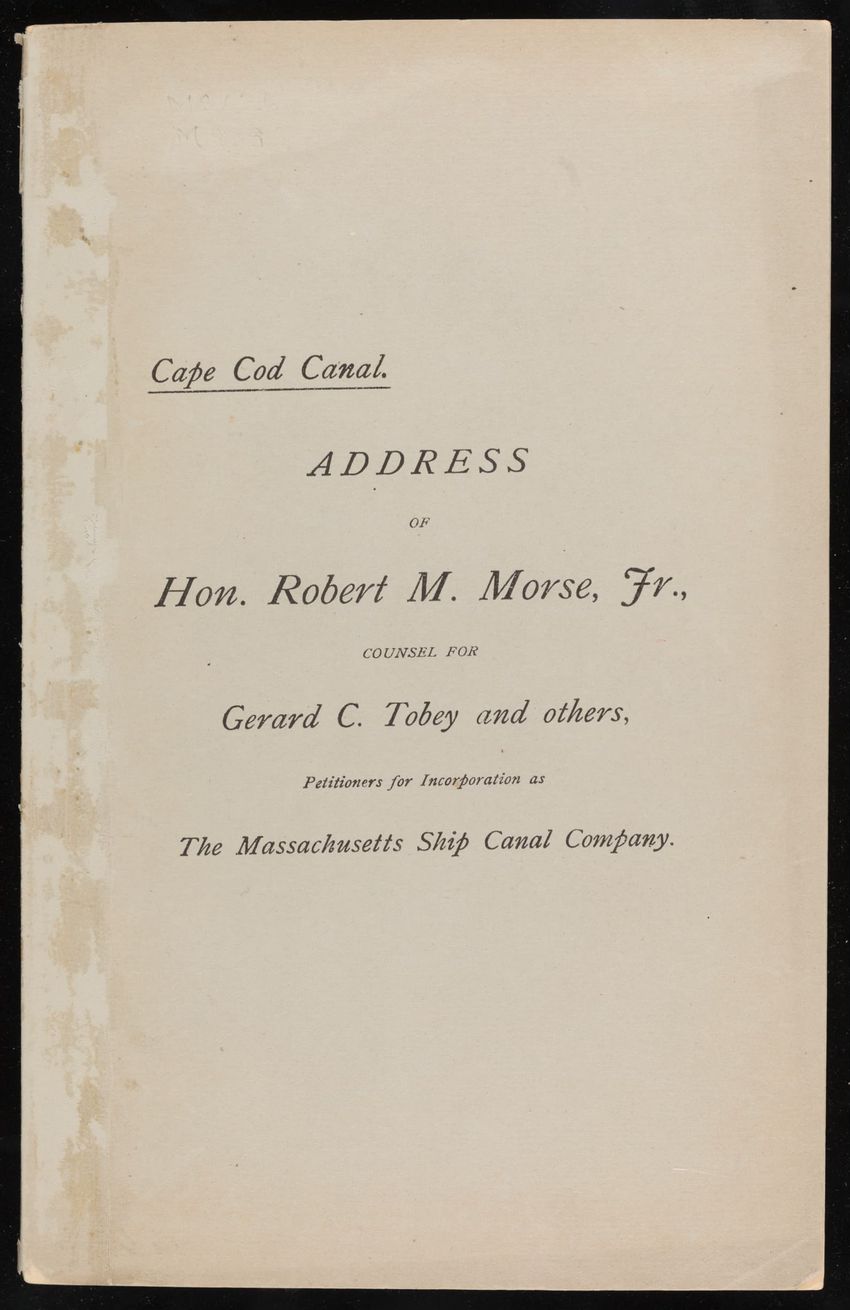 Cape Cod Canal.
ADDRESS
OF
Hon. Robert M. Morse, Jr.,
COUNSEL FOR
Gerard C. Tobey and others,
Petitioners for Incorporation as
The Massachusetts Ship Canal Company.